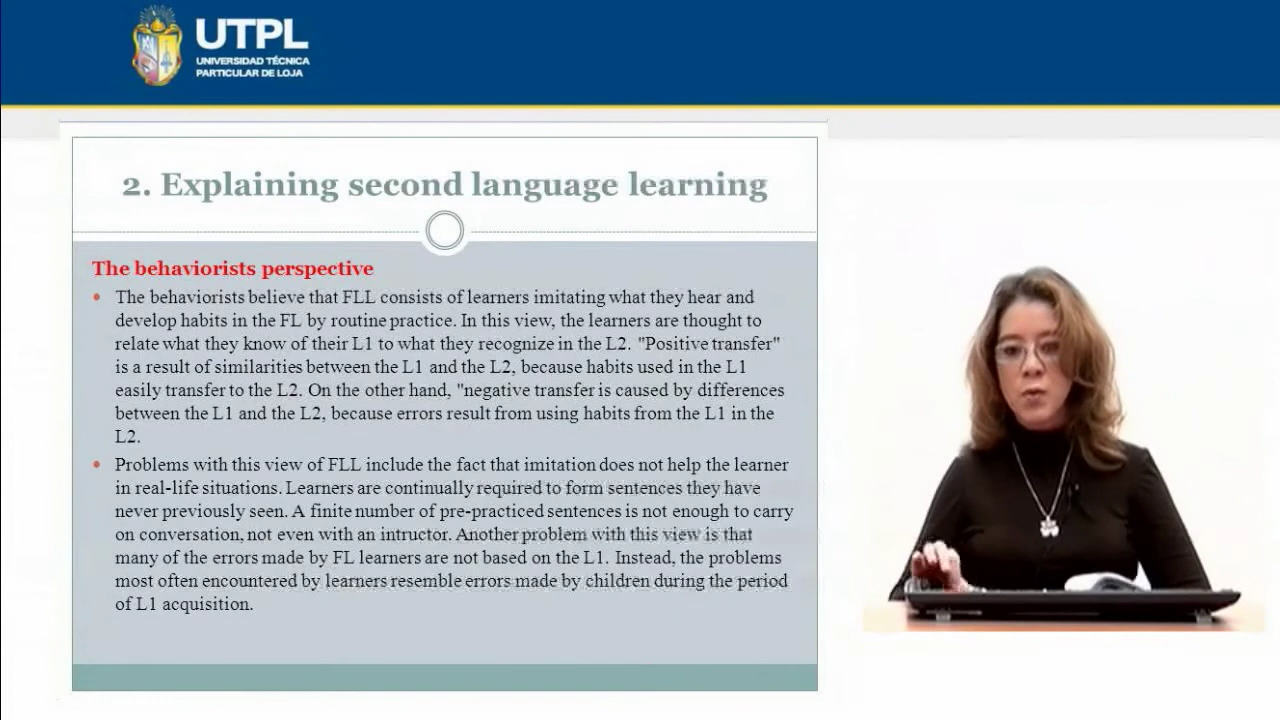 UTPL
UNIVERSIDAD TÉCNICA
PARTICULAR DE LOJA
2. Explaining second language learning
The behaviorists perspective
• The behaviorists believe that FLL consists of learners imitating what they hear and
develop habits in the FL by routine practice. In this view, the learners are thought to
relate what they know of their L1 to what they recognize in the L2. "Positive transfer"
is a result of similarities between the L1 and the L2, because habits used in the L1
easily transfer to the L2. On the other hand, "negative transfer is caused by differences
between the L1 and the L2, because errors result from using habits from the L1 in the
L2.
• Problems with this view of FLL include the fact that imitation does not help the learner
in real-life situations. Learners are continually required to form sentences they have
never previously seen. A finite number of pre-practiced sentences is not enough to carry
on conversation, not even with an intructor. Another problem with this view is that
many of the errors made by FL learners are not based on the L1. Instead, the problems
most often encountered by learners resemble errors made by children during the period
of L1 acquisition.